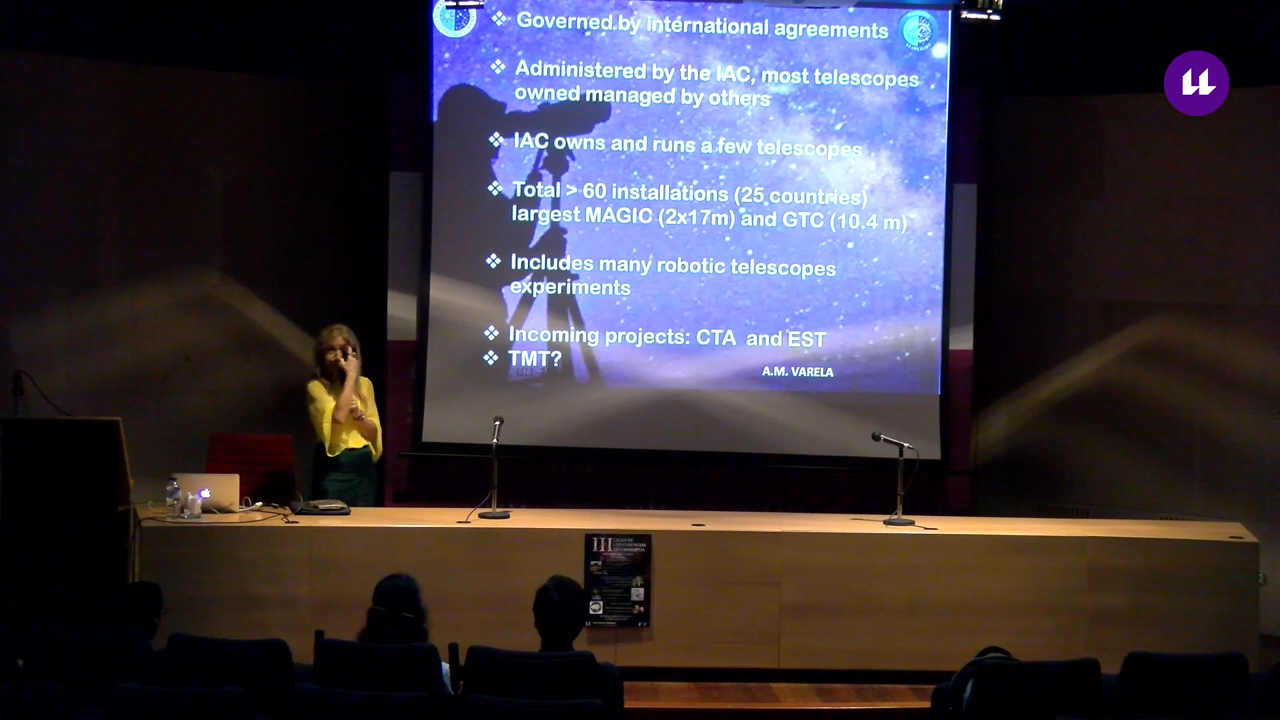 Governed by international agreements
Administered by the IAC, most telescopes
owned managed by others
IAC owns and runs a few telescopes
Total > 60 installations (25 countries)
largest MAGIC (2x17m) and GTC (10.4 m)
Includes many robotic telescopes
experiments
Incoming projects: CTA and EST
TMT?
A.M. VARELA
III